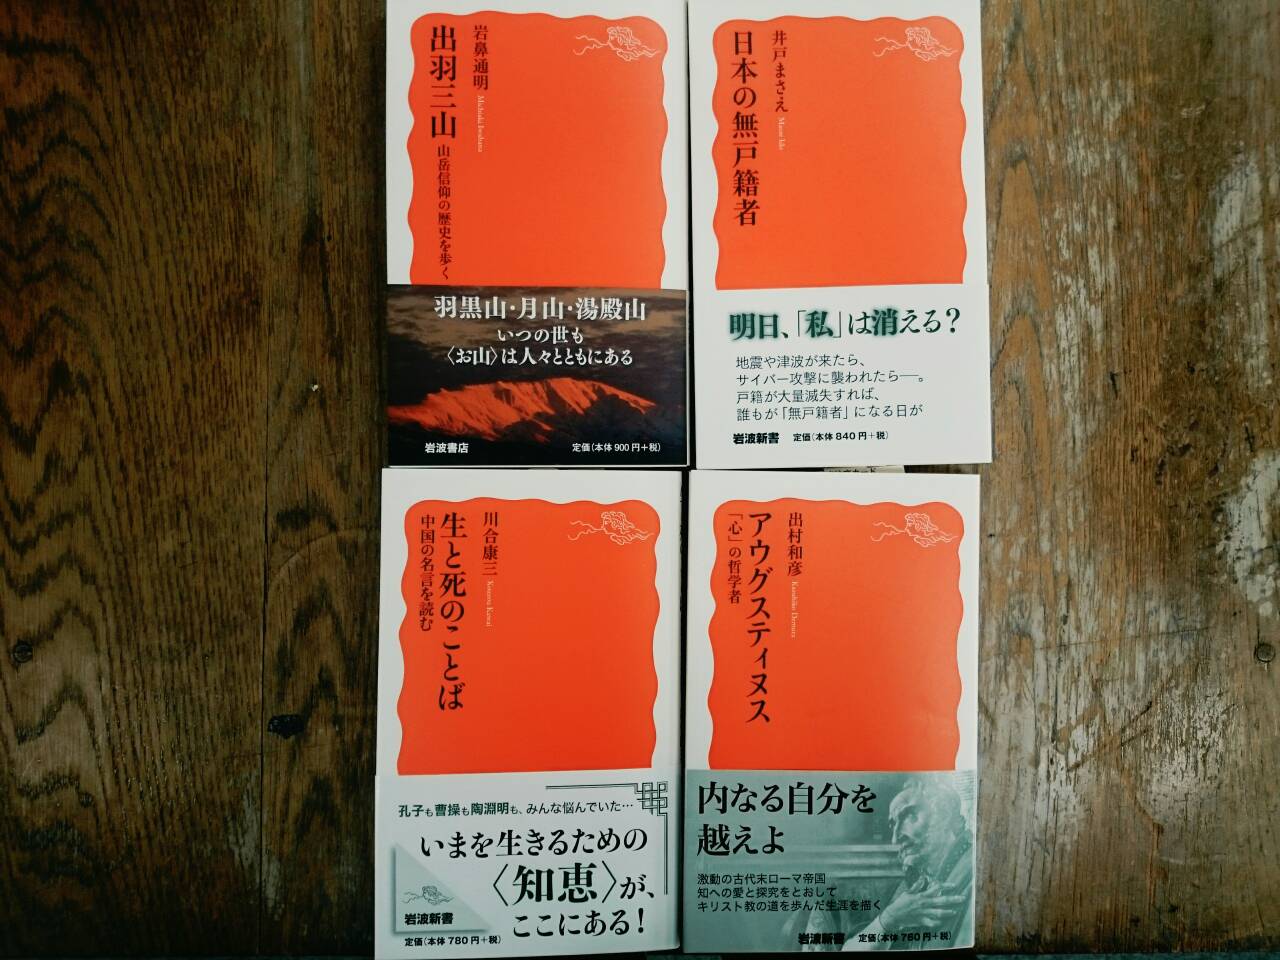 岩鼻通明
Michiaki Iwahana
出羽三山
山岳信仰の歴史を歩く
羽黒山・月山・湯殿山
いつの世も
〈お山〉は人々とともにある
岩波書店
定価(本体900円+税)
井戸まさえ
Masae Ido
日本の無戸籍者
明日、「私」は消える？
地震や津波が来たら、
サイバー攻撃に襲われたら──。
戸籍が大量滅失すれば、
誰もが「無戸籍者」になる日が
岩波新書
定価(本体840円+税)
川合康三
Kozo Kawai
生と死のことば
中国の名言を読む
孔子も曹操も陶淵明も、みんな悩んでいた…
いまを生きるための
〈知恵〉が、
ここにある！
岩波新書
定価(本体780円+税)
出村和彦
Kazuhiko Demura
アウグスティヌス
「心」の哲学者
内なる自分を
越えよ
激動の古代末ローマ帝国
知への愛と探究をとおして
キリスト教の道を歩んだ生涯を描く
岩波新書
定価(本体760円+税)